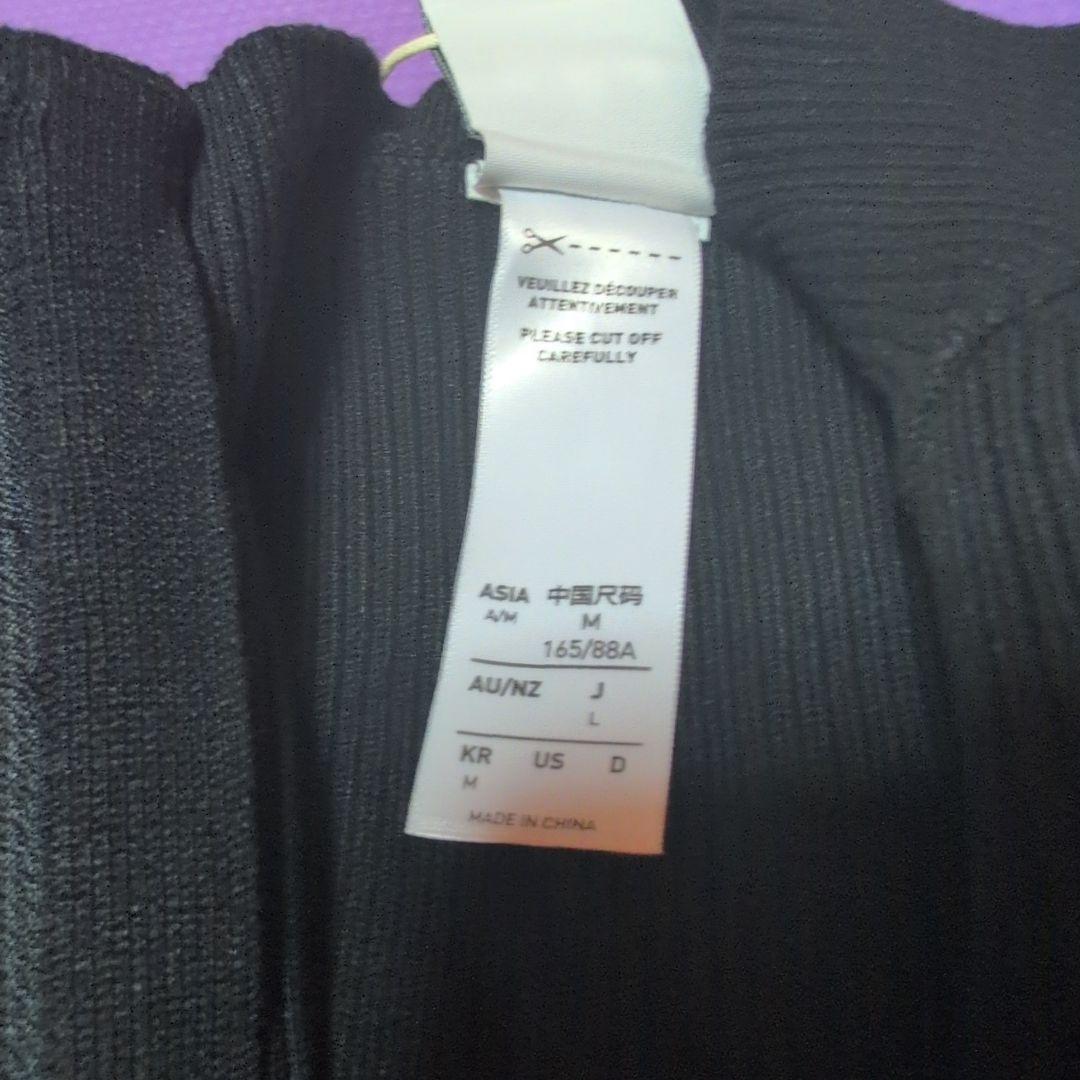 VEUILLEZ DÉCOUPER
ATTENTIVEMENT
PLEASE CUT OFF
CAREFULLY
ASIA 中国尺码
A/M M
165/88A
AU/NZ J
L
KR US D
M
MADE IN CHINA